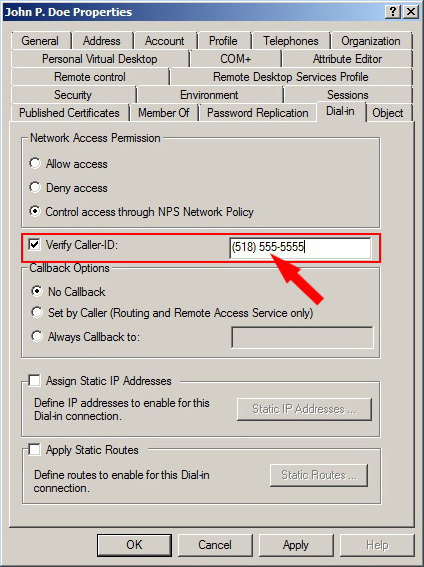 John P. Doe Properties
General Address Account Profile Telephones Organization
Personal Virtual Desktop COM+ Attribute Editor
Remote control Remote Desktop Services Profile
Security Environment Sessions
Published Certificates Member Of Password Replication Dial-in Object
Network Access Permission
Allow access
Deny access
Control access through NPS Network Policy
Verify Caller-ID: (518) 555-5555
Callback Options
No Callback
Set by Caller (Routing and Remote Access Service only)
Always Callback to:
Assign Static IP Addresses
Define IP addresses to enable for this
Dial-in connection.
Static IP Addresses ...
Apply Static Routes
Define routes to enable for this Dial-in
connection.
Static Routes ...
OK Cancel Apply Help